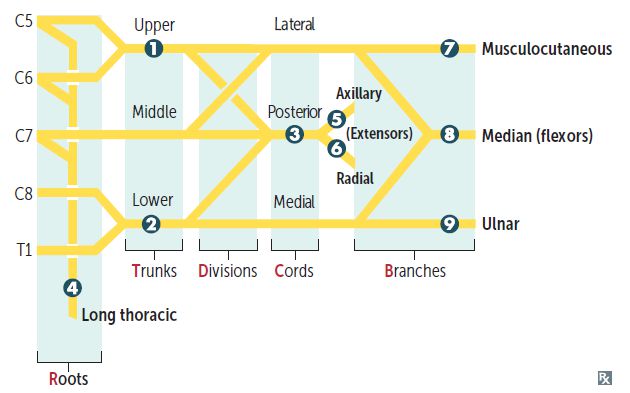 C5
Upper
Lateral
1
7
Musculocutaneous
C6
Axillary
Middle
Posterior
5
C7
3
(Extensors)
8
Median (flexors)
6
Radial
C8
Lower
Medial
2
9
Ulnar
T1
Trunks
Divisions
Cords
Branches
4
Long thoracic
Roots
Rx